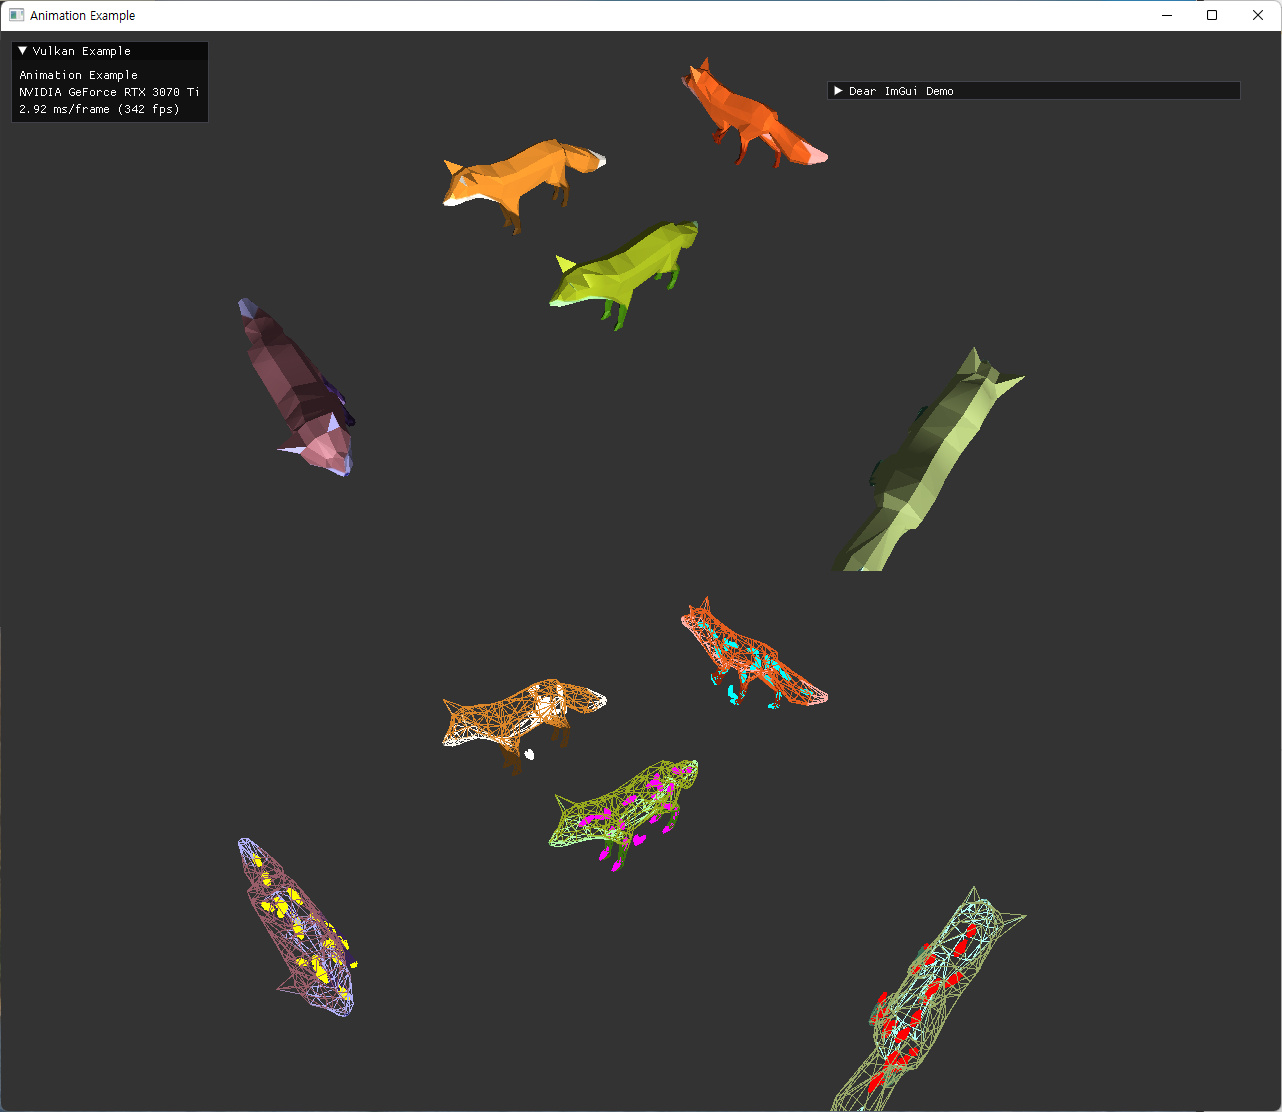 Animation Example
Vulkan Example
Animation Example
NVIDIA GeForce RTX 3070 Ti
2.92 ms/frame (342 fps)
Dear ImGui Demo